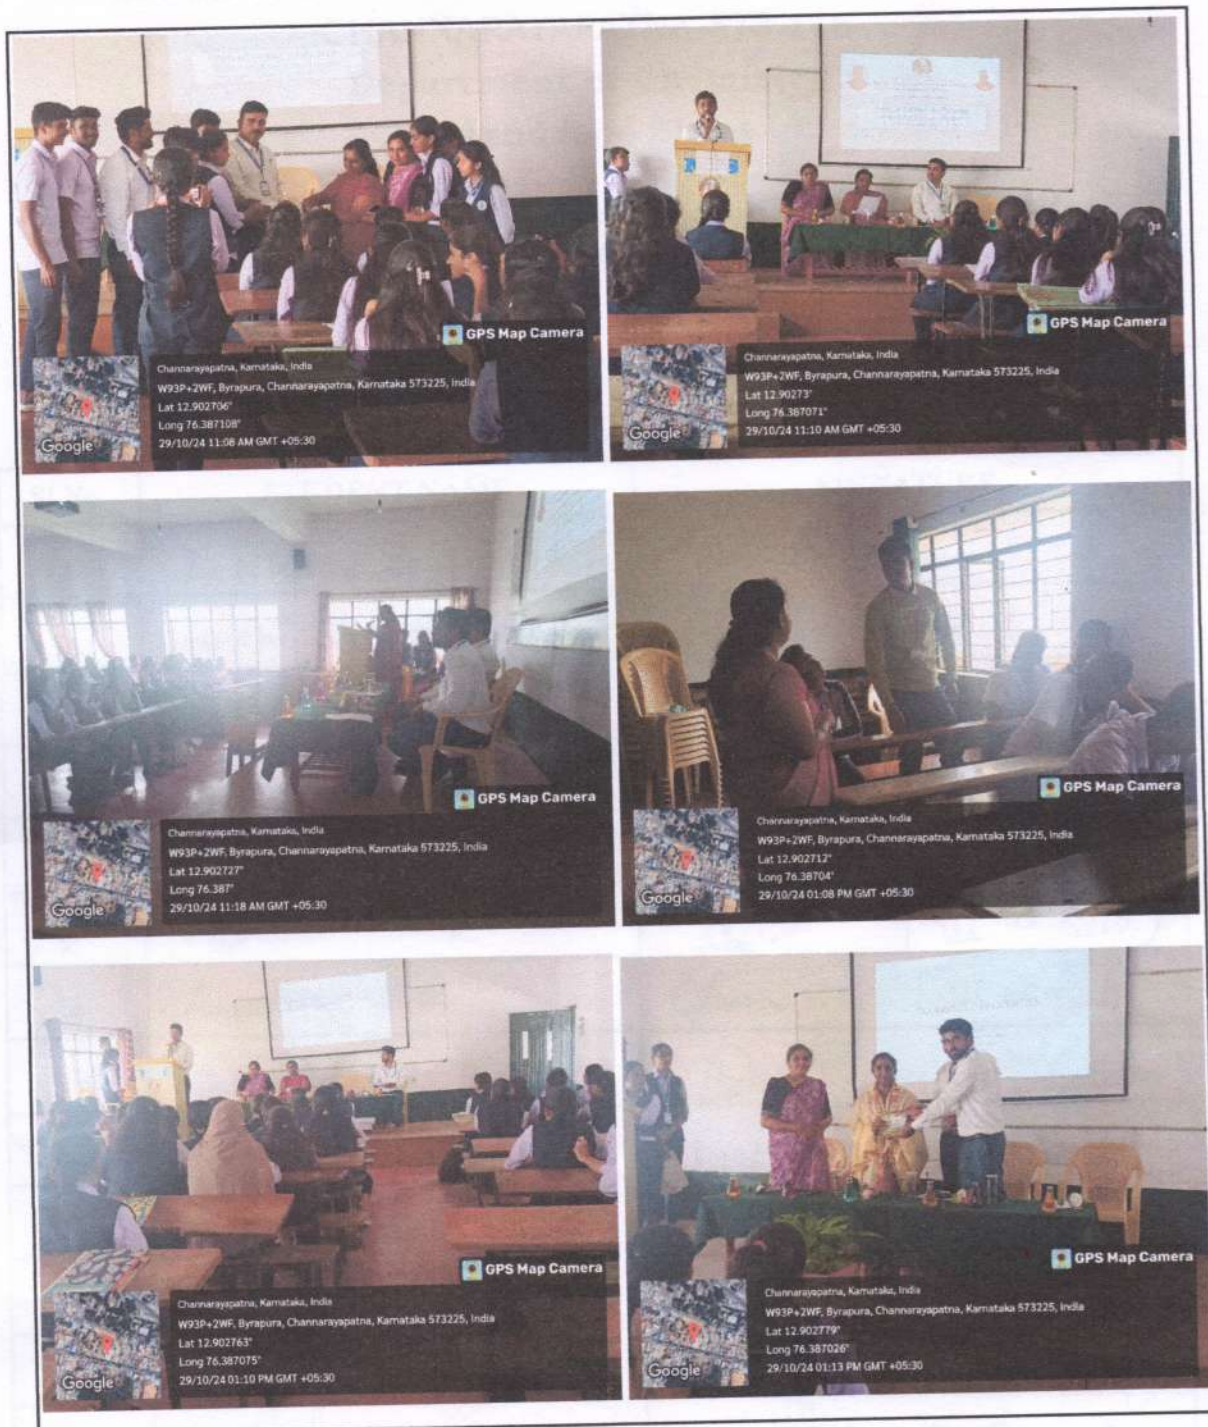 GPS Map Camera
Channarayapatna, Karnataka, India
W93P+2WF, Byrapura, Channarayapatna, Karnataka 573225, India
Lat 12.902706°
Long 76.387108°
29/10/24 11:08 AM GMT +05:30
Google
GPS Map Camera
Channarayapatna, Karnataka, India
W93P+2WF, Byrapura, Channarayapatna, Karnataka 573225, India
Lat 12.90273°
Long 76.387071°
29/10/24 11:10 AM GMT +05:30
Google
GPS Map Camera
Channarayapatna, Karnataka, India
W93P+2WF, Byrapura, Channarayapatna, Karnataka 573225, India
Lat 12.902727°
Long 76.387°
29/10/24 11:18 AM GMT +05:30
Google
GPS Map Camera
Channarayapatna, Karnataka, India
W93P+2WF, Byrapura, Channarayapatna, Karnataka 573225, India
Lat 12.902712°
Long 76.38704°
29/10/24 01:08 PM GMT +05:30
Google
GPS Map Camera
Channarayapatna, Karnataka, India
W93P+2WF, Byrapura, Channarayapatna, Karnataka 573225, India
Lat 12.902763°
Long 76.387075°
29/10/24 01:10 PM GMT +05:30
Google
GPS Map Camera
Channarayapatna, Karnataka, India
W93P+2WF, Byrapura, Channarayapatna, Karnataka 573225, India
Lat 12.902779°
Long 76.387026°
29/10/24 01:13 PM GMT +05:30
Google